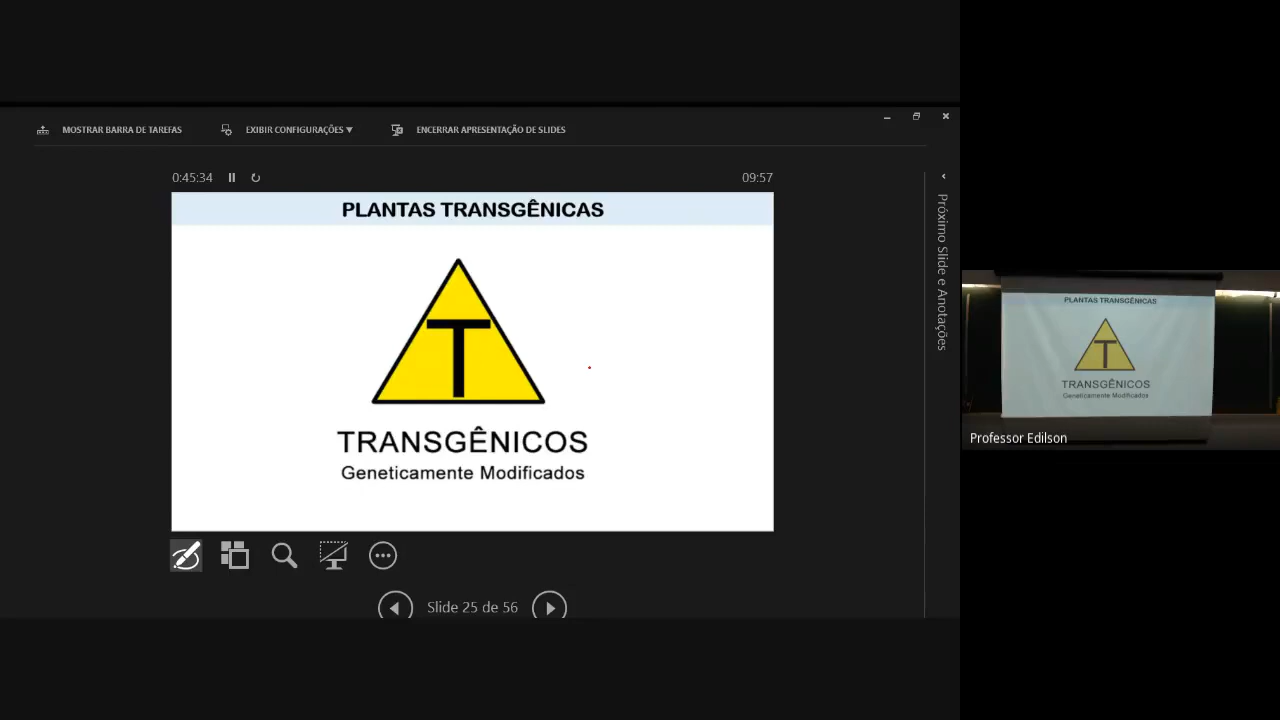 MOSTRAR BARRA DE TAREFAS
EXIBIR CONFIGURAÇÕES ▼
ENCERRAR APRESENTAÇÃO DE SLIDES
0:45:34
09:57
PLANTAS TRANSGÊNICAS
T
TRANSGÊNICOS
Geneticamente Modificados
Slide 25 de 56
Próximo Slide e Anotações
PLANTAS TRANSGÊNICAS
T
TRANSGÊNICOS
Geneticamente Modificados
Professor Edilson